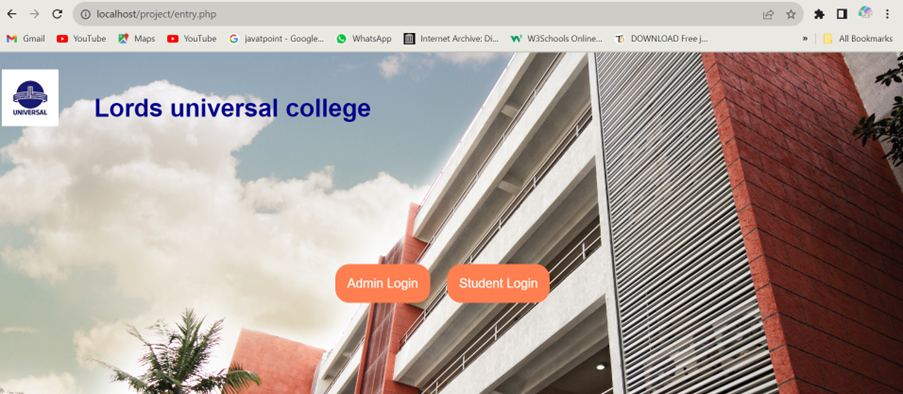 localhost/project/entry.php
Gmail YouTube Maps YouTube javatpoint - Google... WhatsApp Internet Archive: Di... W3Schools Online... DOWNLOAD Free j... » All Bookmarks
UNIVERSAL
Lords universal college
Admin Login Student Login